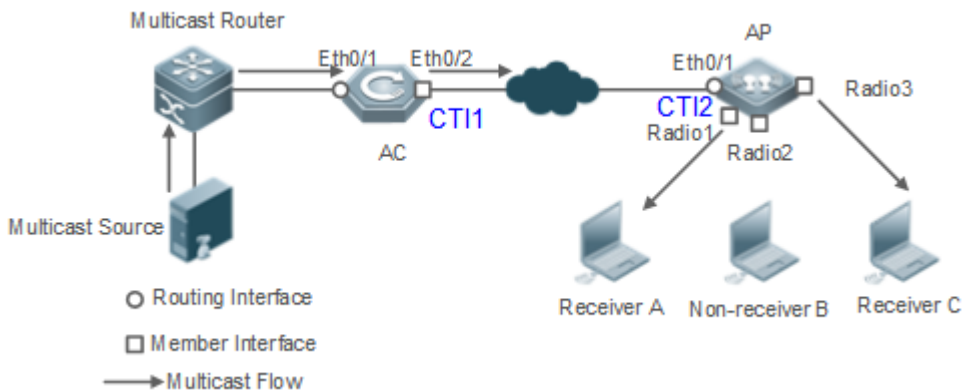 Multicast Router
AP
Eth0/1
Eth0/2
Eth0/1
Radio3
CTI1
CTI2
Radio1
AC
Radio2
Multicast Source
Receiver A
Non-receiver B
Receiver C
Routing Interface
Member Interface
Multicast Flow